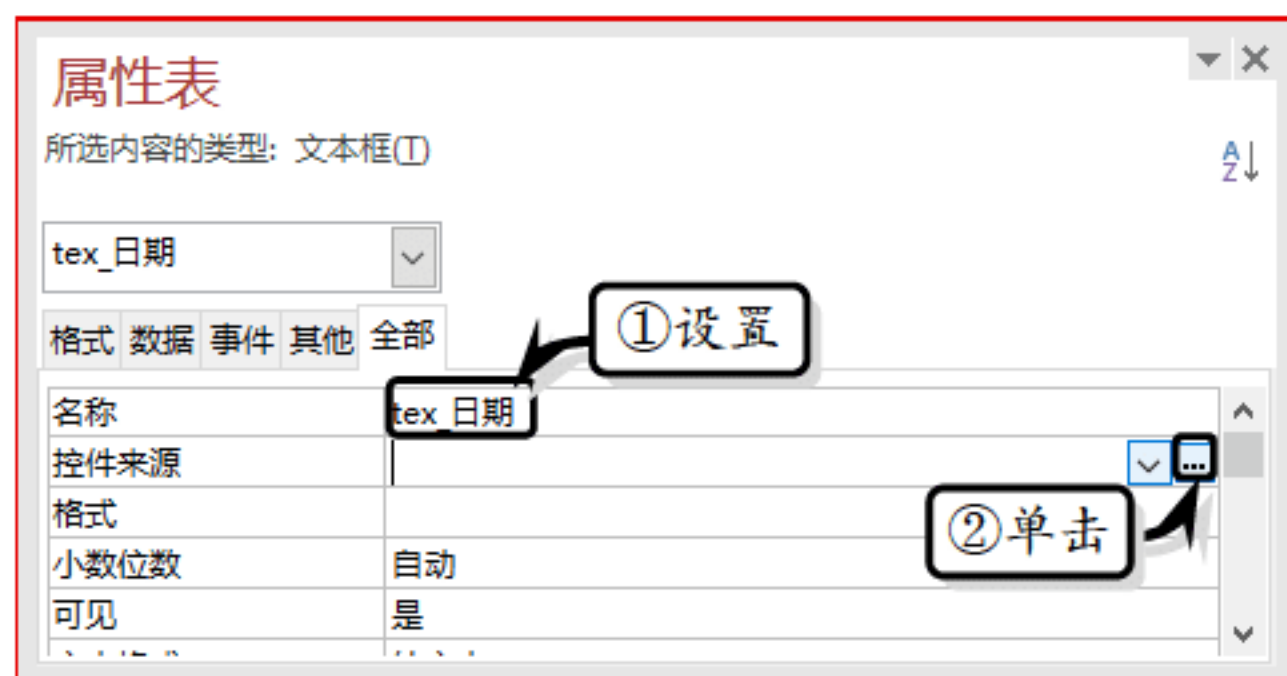 属性表
所选内容的类型: 文本框(T)
tex_日期
格式 数据 事件 其他 全部
①设置
名称 tex_日期
控件来源 ...
格式
②单击
小数位数 自动
可见 是